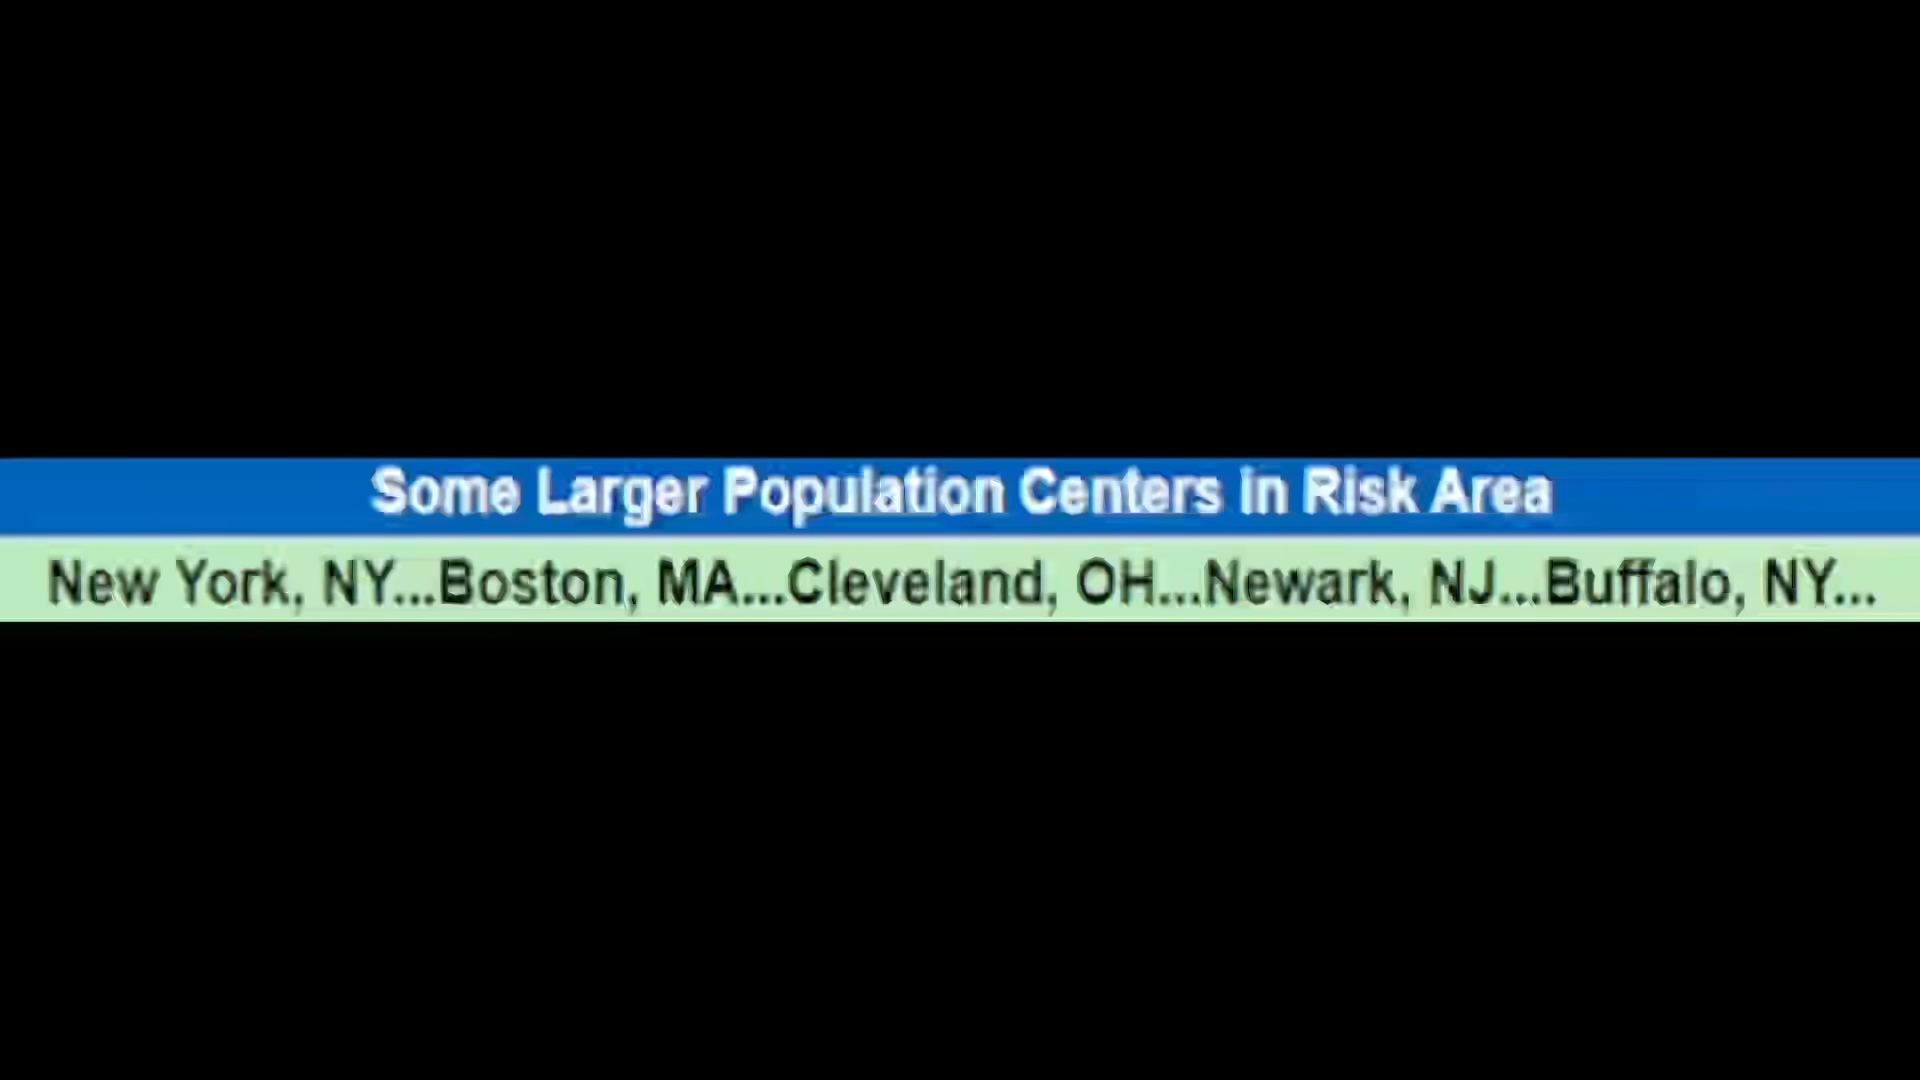 Some Larger Population Centers in Risk Area
New York, NY...Boston, MA...Cleveland, OH...Newark, NJ...Buffalo, NY...